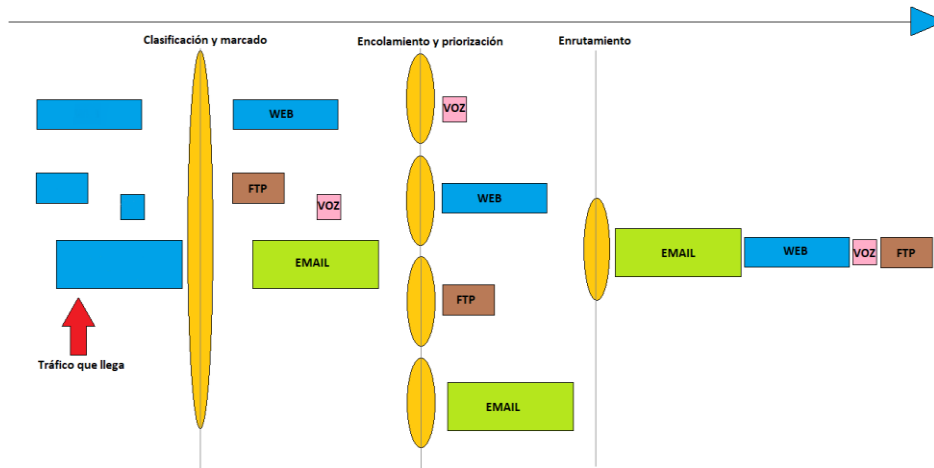 Clasificación y marcado
Encolamiento y priorización
Enrutamiento
WEB
FTP
VOZ
EMAIL
Tráfico que llega
VOZ
WEB
FTP
EMAIL
EMAIL
WEB
VOZ
FTP